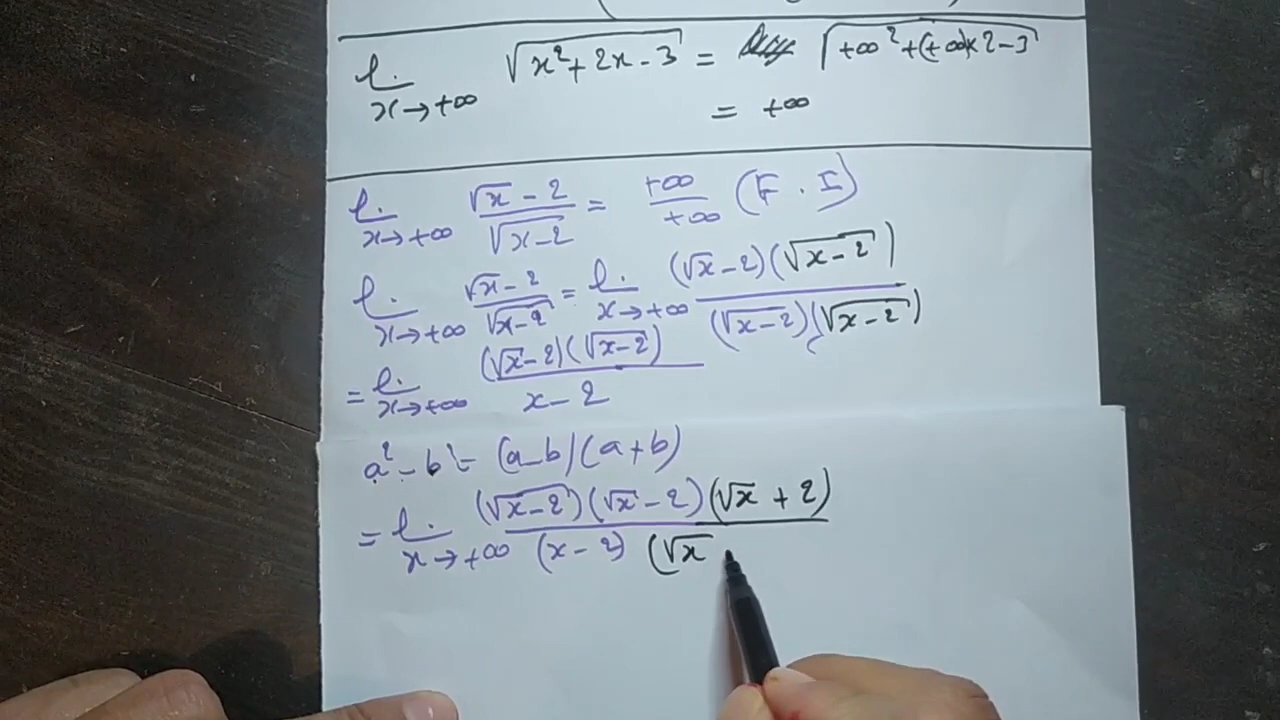 l. x→+∞ √(x²+2x-3) = √(+∞²+(+∞)×2-3)
= +∞
l. x→+∞ (√x-2)/(√(x-2)) = +∞/+∞ (F.I)
l. x→+∞ (√x-2)/(√(x-2)) = l. x→+∞ ((√x-2)(√(x-2)))/((√(x-2))(√(x-2)))
= l. x→+∞ ((√x-2)(√(x-2)))/(x-2)
a²-b²=(a-b)(a+b)
= l. x→+∞ ((√(x-2))(√x-2)(√x+2))/((x-2)(√x